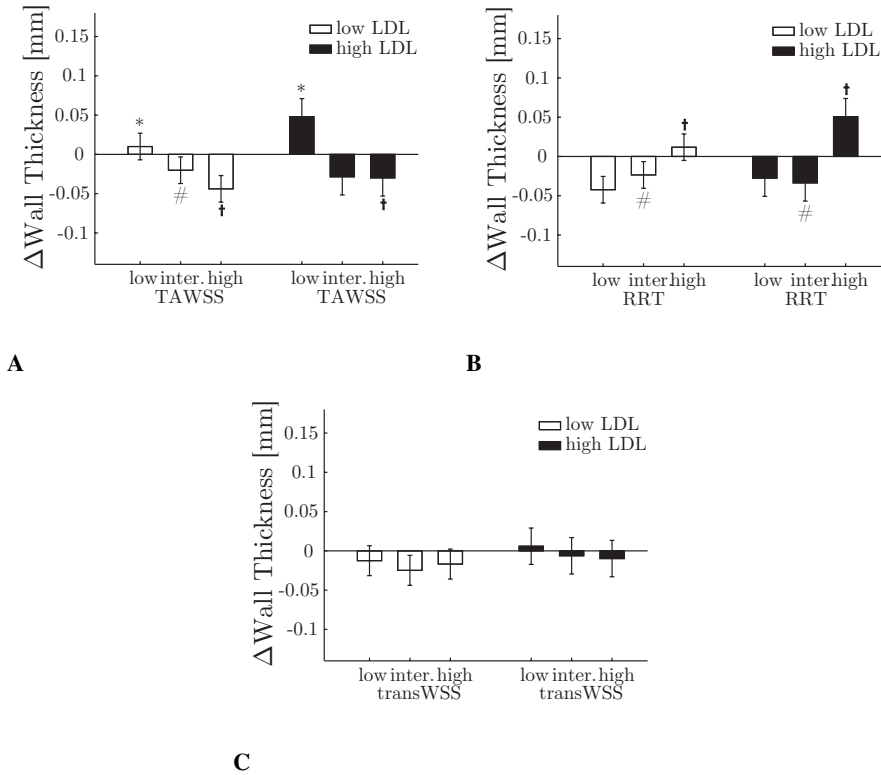 low LDL
high LDL
ΔWall Thickness [mm]
0.15
0.1
0.05
0
-0.05
-0.1
*
#
†
*
†
low inter. high
TAWSS
low inter. high
TAWSS
A
low LDL
high LDL
ΔWall Thickness [mm]
0.15
0.1
0.05
0
-0.05
-0.1
#
†
#
†
low inter.high
RRT
low inter.high
RRT
B
low LDL
high LDL
ΔWall Thickness [mm]
0.15
0.1
0.05
0
-0.05
-0.1
low inter. high
transWSS
low inter. high
transWSS
C